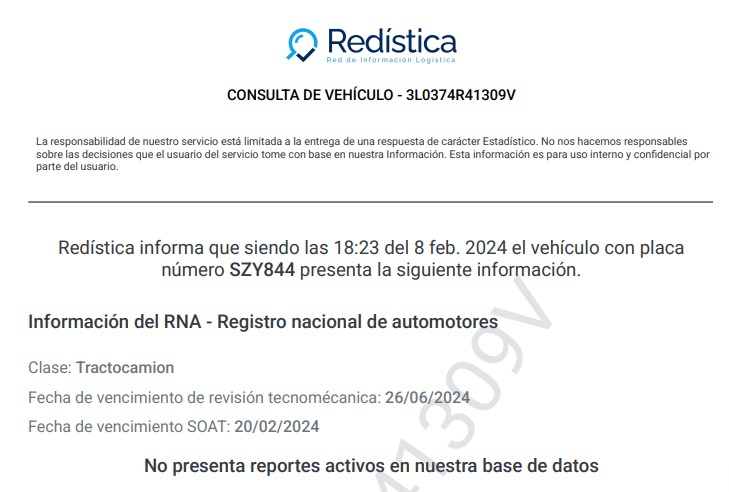 Redística
Red de Información Logística
CONSULTA DE VEHÍCULO - 3L0374R41309V
La responsabilidad de nuestro servicio está limitada a la entrega de una respuesta de carácter Estadístico. No nos hacemos responsables
sobre las decisiones que el usuario del servicio tome con base en nuestra Información. Esta información es para uso interno y confidencial por
parte del usuario.
Redística informa que siendo las 18:23 del 8 feb. 2024 el vehículo con placa
número SZY844 presenta la siguiente información.
Información del RNA - Registro nacional de automotores
Clase: Tractocamion
Fecha de vencimiento de revisión tecnomécanica: 26/06/2024
Fecha de vencimiento SOAT: 20/02/2024
No presenta reportes activos en nuestra base de datos
41309V